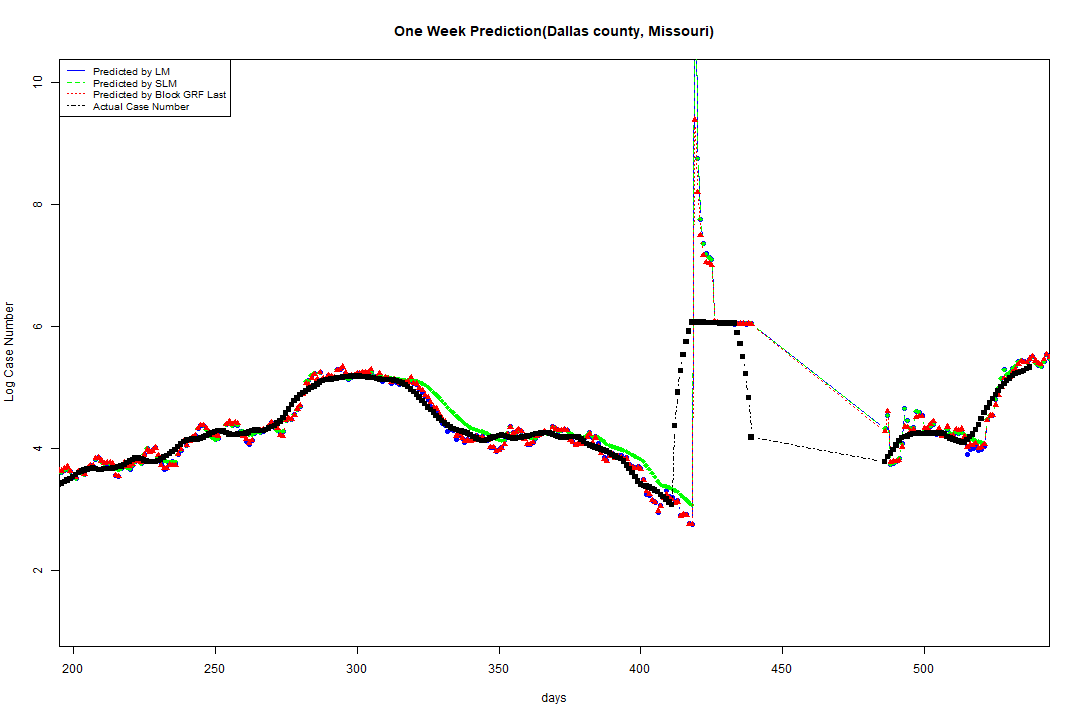 One Week Prediction(Dallas county, Missouri)
Predicted by LM
Predicted by SLM
Predicted by Block GRF Last
Actual Case Number
10
8
6
4
2
Log Case Number
200 250 300 350 400 450 500
days